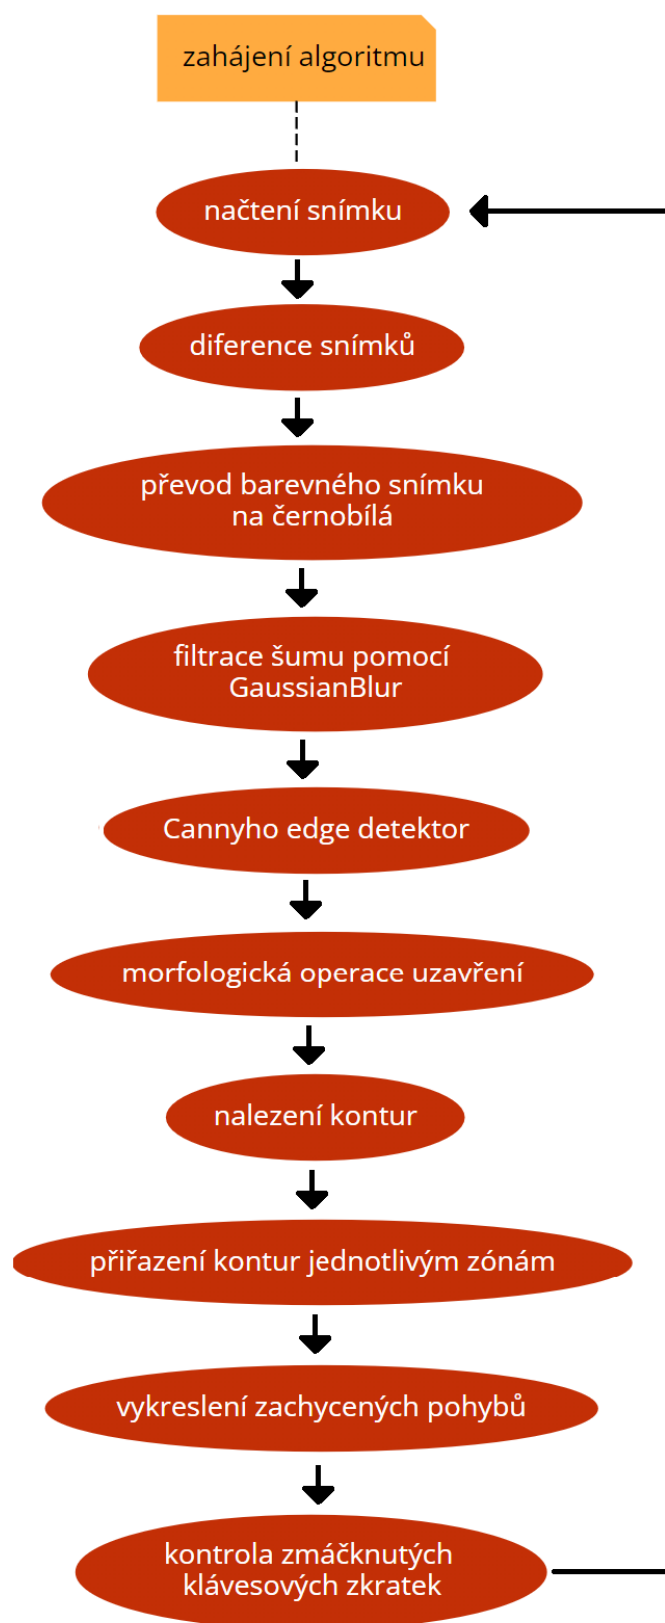 zahájení algoritmu
načtení snímku
diference snímků
převod barevného snímku
na černobílá
filtrace šumu pomocí
GaussianBlur
Cannyho edge detektor
morfologická operace uzavření
nalezení kontur
přiřazení kontur jednotlivým zónám
vykreslení zachycených pohybů
kontrola zmáčknutých
klávesových zkratek